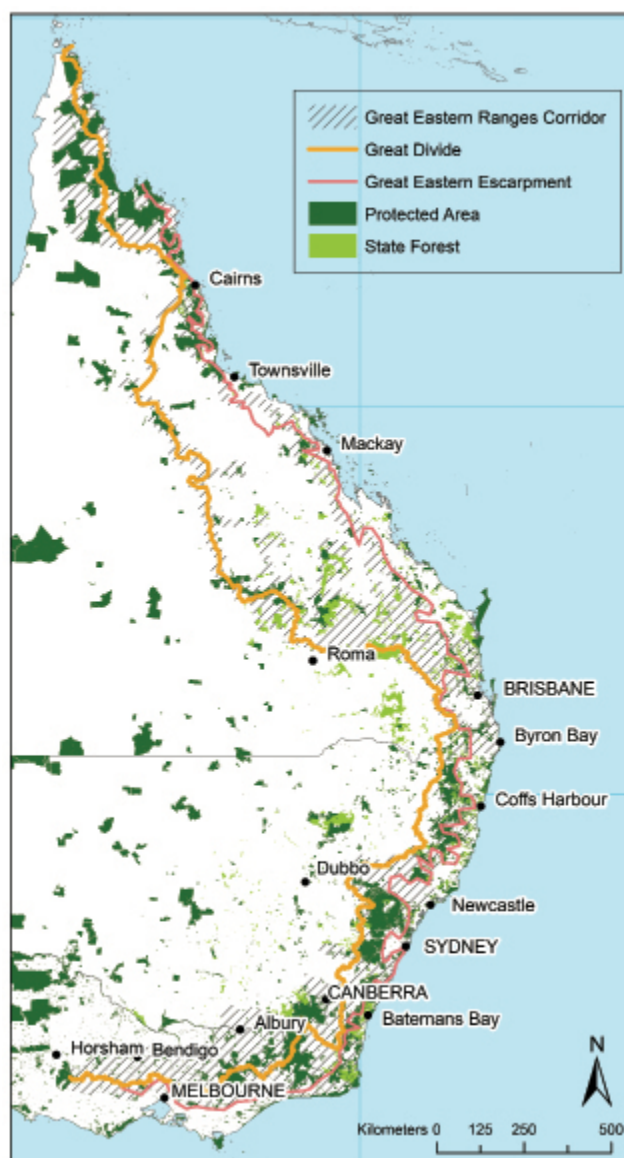 Great Eastern Ranges Corridor
Great Divide
Great Eastern Escarpment
Protected Area
State Forest
Cairns
Townsville
Mackay
Roma
BRISBANE
Byron Bay
Coffs Harbour
Dubbo
Newcastle
SYDNEY
CANBERRA
Batemans Bay
Albury
Horsham
Bendigo
MELBOURNE
N
Kilometers 0 125 250 500